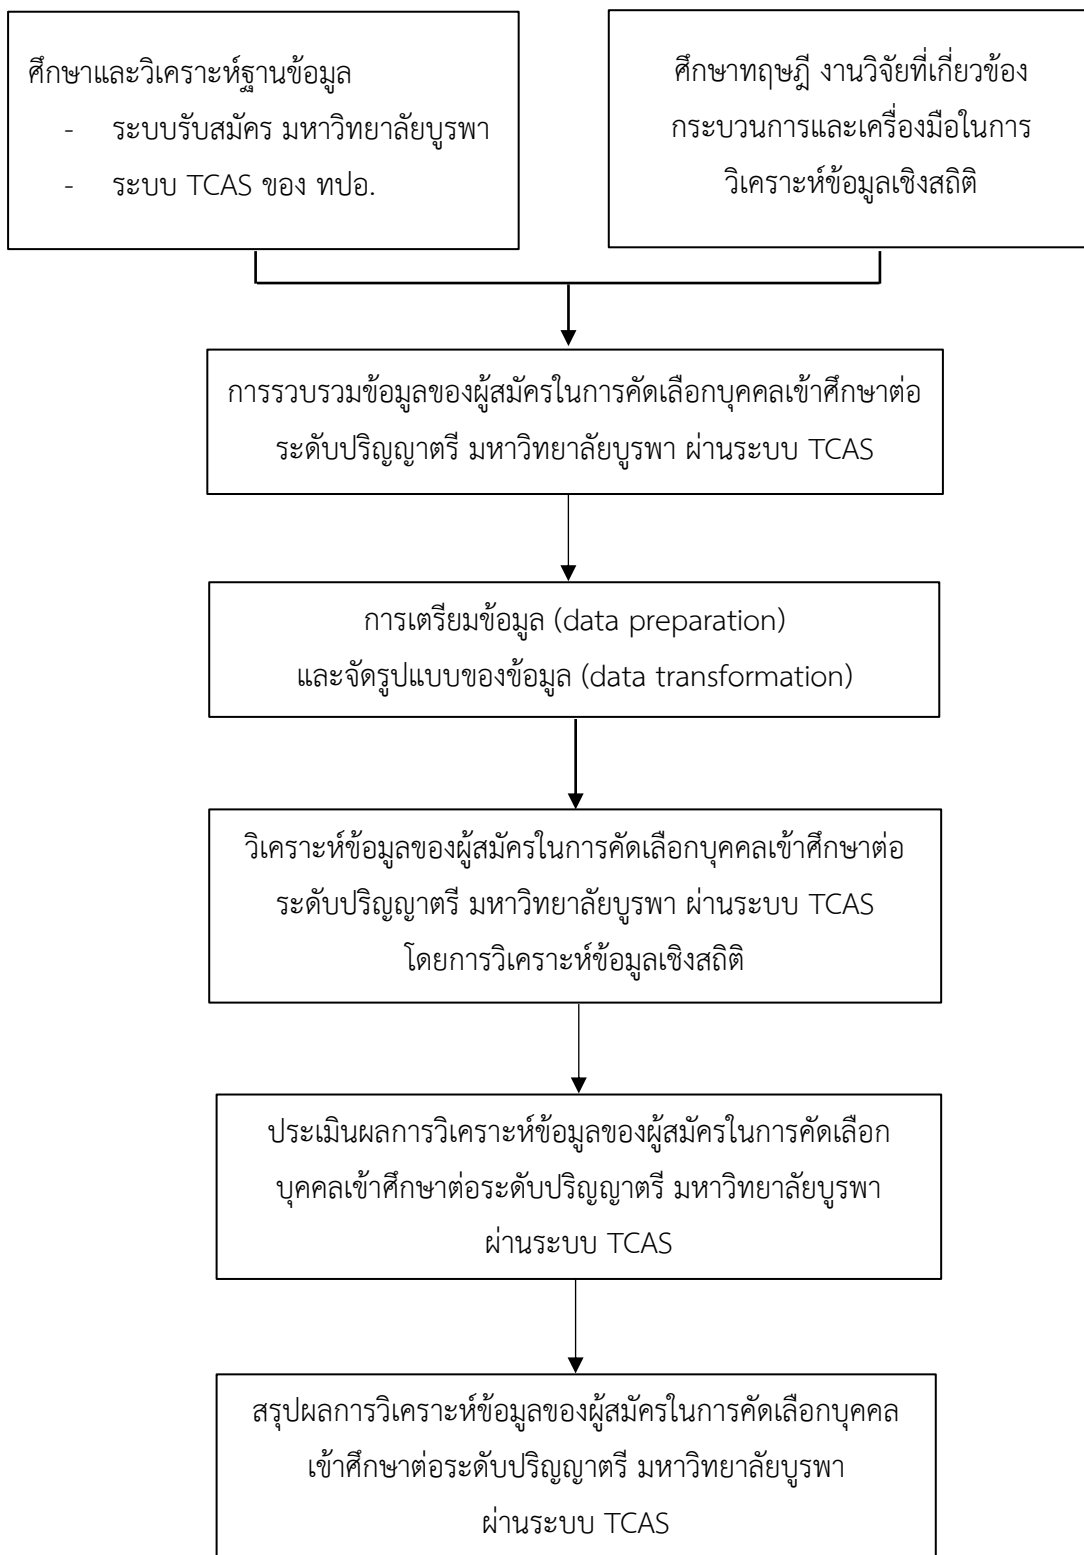 ศึกษาและวิเคราะห์ฐานข้อมูล
- ระบบรับสมัคร มหาวิทยาลัยบูรพา
- ระบบ TCAS ของ ทปอ.
ศึกษาทฤษฎี งานวิจัยที่เกี่ยวข้อง
กระบวนการและเครื่องมือในการ
วิเคราะห์ข้อมูลเชิงสถิติ
การรวบรวมข้อมูลของผู้สมัครในการคัดเลือกบุคคลเข้าศึกษาต่อ
ระดับปริญญาตรี มหาวิทยาลัยบูรพา ผ่านระบบ TCAS
การเตรียมข้อมูล (data preparation)
และจัดรูปแบบของข้อมูล (data transformation)
วิเคราะห์ข้อมูลของผู้สมัครในการคัดเลือกบุคคลเข้าศึกษาต่อ
ระดับปริญญาตรี มหาวิทยาลัยบูรพา ผ่านระบบ TCAS
โดยการวิเคราะห์ข้อมูลเชิงสถิติ
ประเมินผลการวิเคราะห์ข้อมูลของผู้สมัครในการคัดเลือก
บุคคลเข้าศึกษาต่อระดับปริญญาตรี มหาวิทยาลัยบูรพา
ผ่านระบบ TCAS
สรุปผลการวิเคราะห์ข้อมูลของผู้สมัครในการคัดเลือกบุคคล
เข้าศึกษาต่อระดับปริญญาตรี มหาวิทยาลัยบูรพา
ผ่านระบบ TCAS